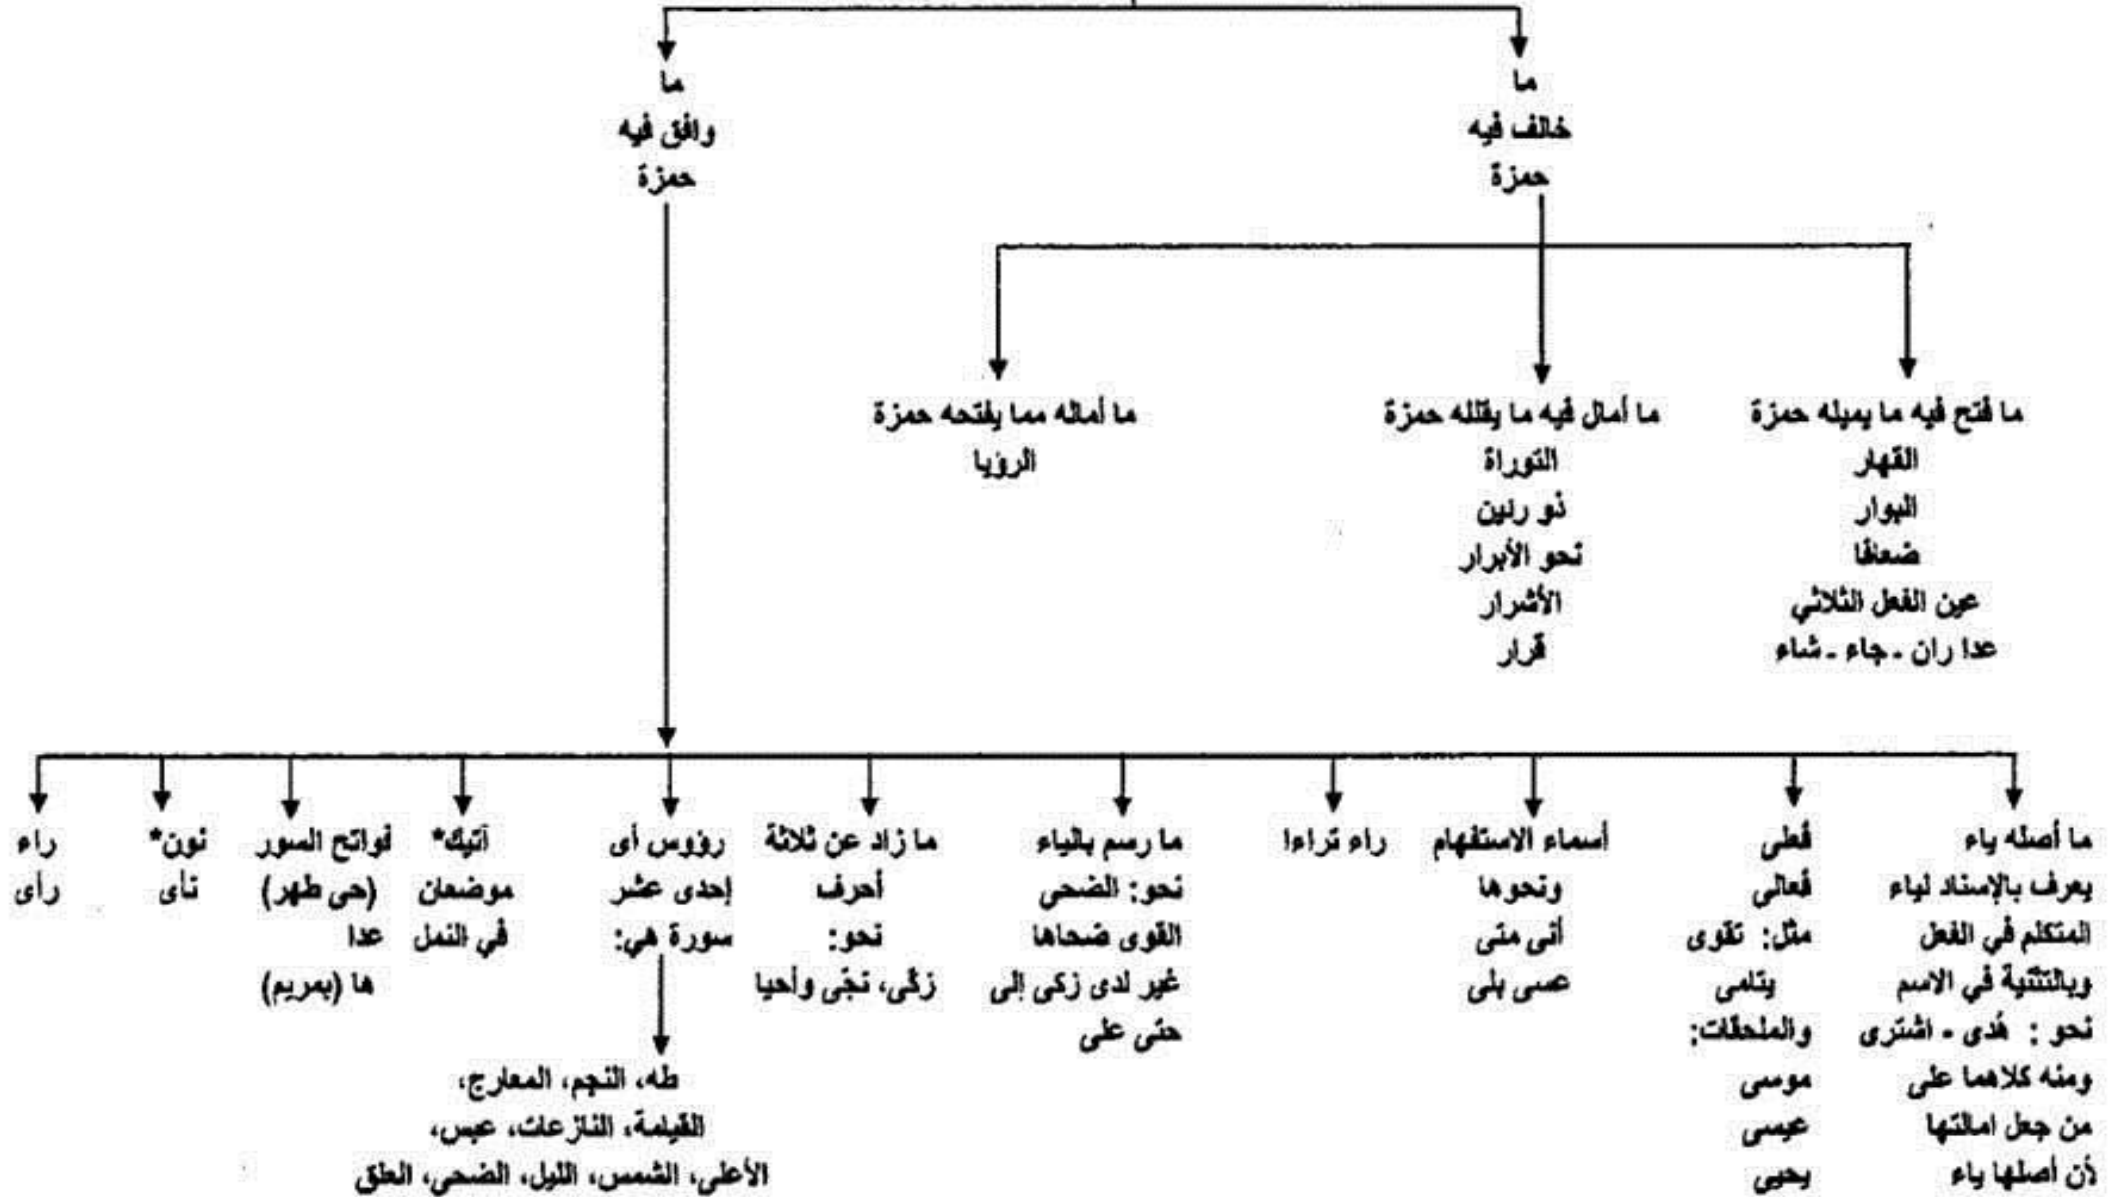 ما
خالف فيه
حمزة
ما
وافق فيه
حمزة
ما فتح فيه ما يميله حمزة
القهار
البوار
ضعافا
عين الفعل الثلاثي
عدا ران - جاء - شاء
ما أمال فيه ما يقلله حمزة
التوراة
ذو رنين
نحو الأبرار
الأشرار
قرار
ما أماله مما يفتحه حمزة
الرؤيا
ما أصله ياء
يعرف بالإسناد لياء
المتكلم في الفعل
وبالتثنية في الاسم
نحو : هُدى - اشترى
ومنه كلاهما على
من جعل امالتها
لأن أصلها ياء
فعلى
فعالى
مثل: تقوى
يتامى
والملحقات:
موسى
عيسى
يحيى
أسماء الاستفهام
ونحوها
أنى متى
عسى بلى
راء تراءا
ما رسم بالياء
نحو: الضحى
القوى ضحاها
غير لدى زكى إلى
حتى على
ما زاد عن ثلاثة
أحرف
نحو:
زكّى، نجّى وأحيا
رؤوس أى
إحدى عشر
سورة هي:
طه، النجم، المعارج،
القيامة، النازعات، عبس،
الأعلى، الشمس، الليل، الضحى، العلق
آتيك*
موضعان
في النمل
فواتح السور
(حى طهر)
عدا
ها (بمريم)
نون*
نأى
راء
رأى